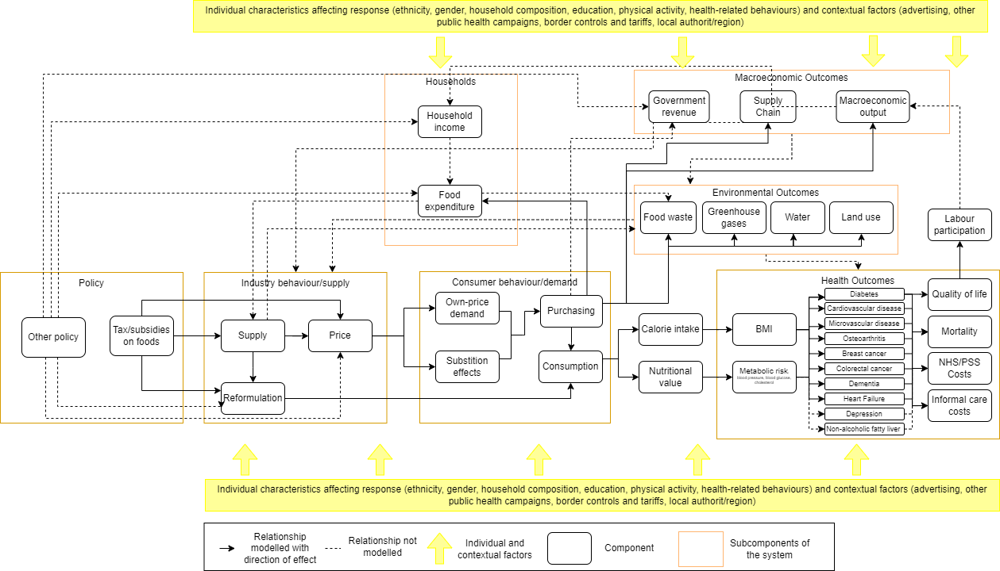 Individual characteristics affecting response (ethnicity, gender, household composition, education, physical activity, health-related behaviours) and contextual factors (advertising, other
public health campaigns, border controls and tariffs, local authorit/region)
Households
Household
income
Food
expenditure
Macroeconomic Outcomes
Government
revenue
Supply
Chain
Macroeconomic
output
Environmental Outcomes
Food waste
Greenhouse
gases
Water
Land use
Labour
participation
Policy
Other policy
Tax/subsidies
on foods
Industry behaviour/supply
Supply
Price
Reformulation
Consumer behaviour/demand
Own-price
demand
Substition
effects
Purchasing
Consumption
Calorie intake
Nutritional
value
Health Outcomes
BMI
Metabolic risk
blood pressure, blood glucose,
cholesterol
Diabetes
Cardiovascular disease
Microvascular disease
Osteoarthritis
Breast cancer
Colorectal cancer
Dementia
Heart Failure
Depression
Non-alcoholic fatty liver
Quality of life
Mortality
NHS/PSS
Costs
Informal care
costs
Individual characteristics affecting response (ethnicity, gender, household composition, education, physical activity, health-related behaviours) and contextual factors (advertising, other
public health campaigns, border controls and tariffs, local authorit/region)
Relationship
modelled with
direction of effect
Relationship not
modelled
Individual and
contextual factors
Component
Subcomponents of
the system